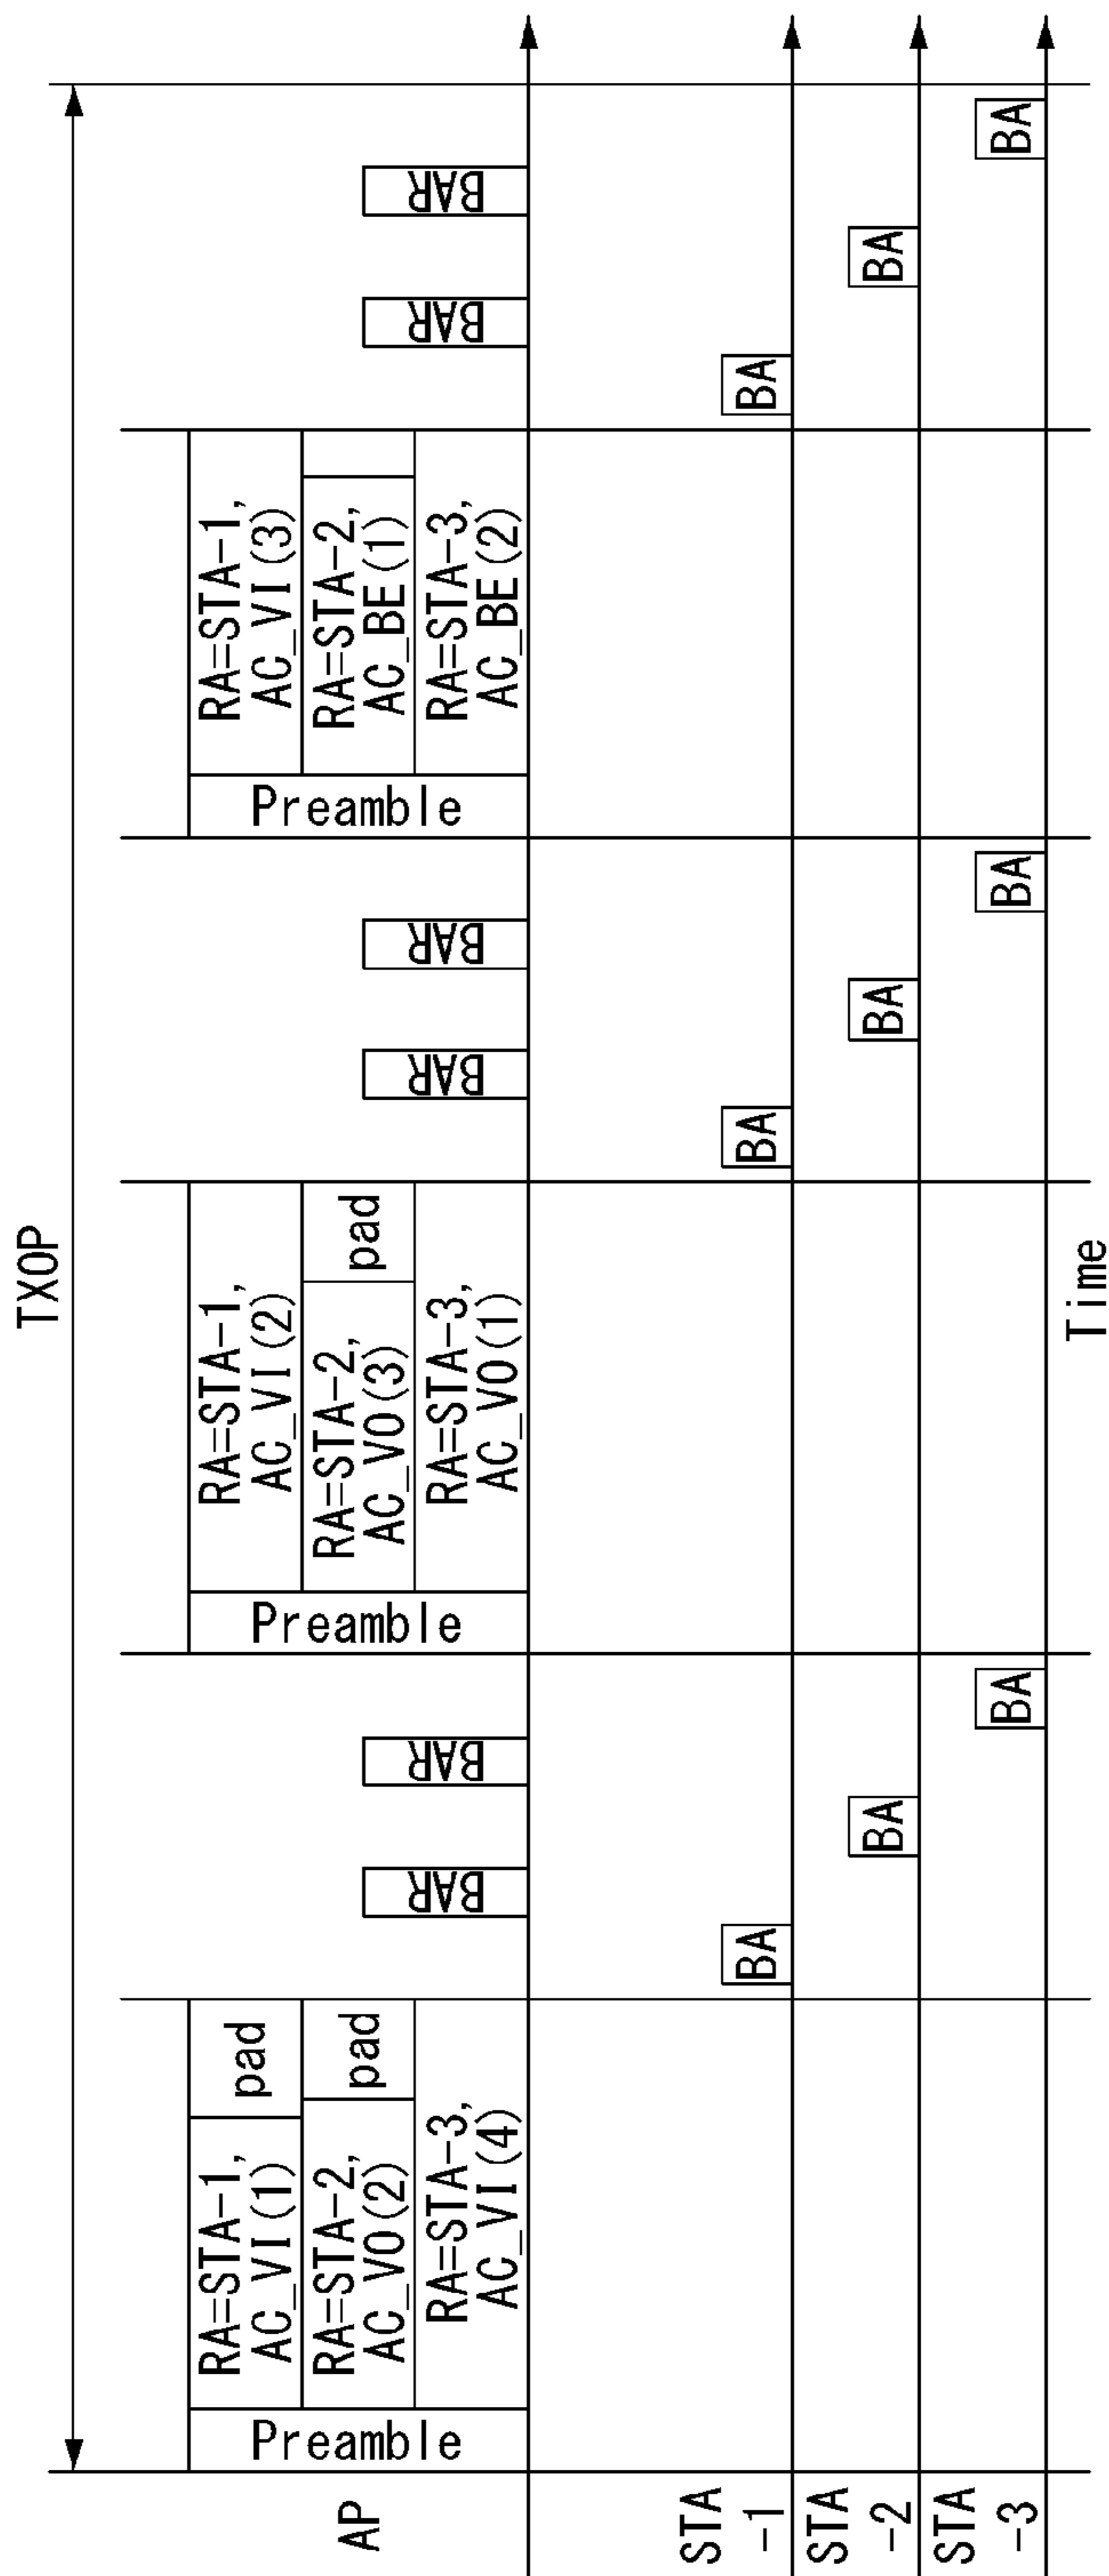 TXOP
AP
Preamble
RA=STA-1,
AC_VI(1)
pad
RA=STA-2,
AC_VO(2)
pad
RA=STA-3,
AC_VI(4)
BAR
BAR
Preamble
RA=STA-1,
AC_VI(2)
RA=STA-2,
AC_VO(3)
pad
RA=STA-3,
AC_VO(1)
BAR
BAR
Preamble
RA=STA-1,
AC_VI(3)
RA=STA-2,
AC_BE(1)
RA=STA-3,
AC_BE(2)
BAR
BAR
STA
-1
BA
BA
BA
STA
-2
BA
BA
BA
STA
-3
BA
BA
BA
Time